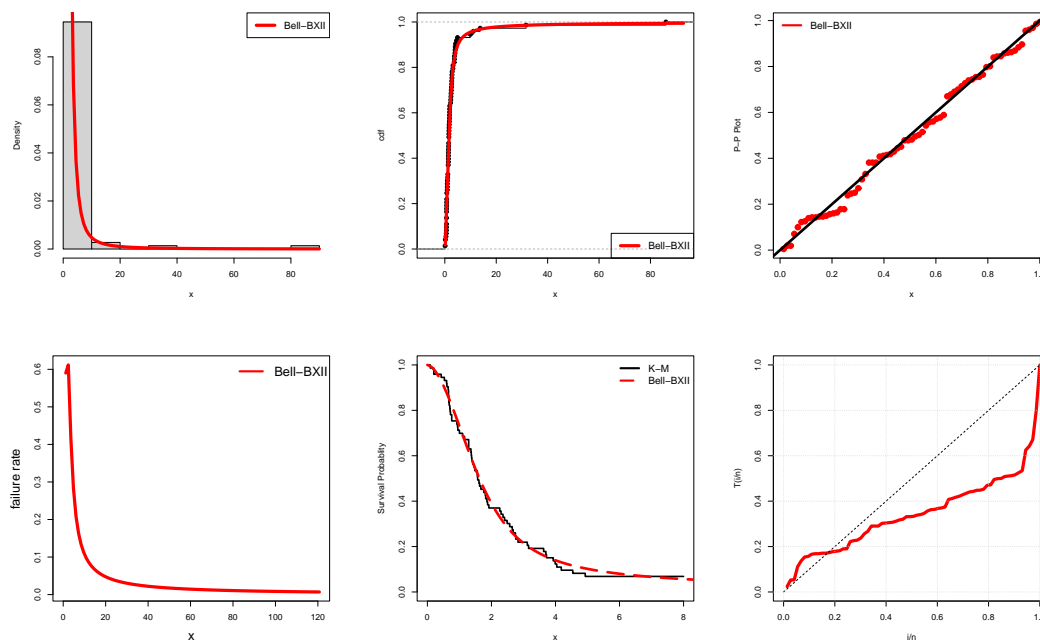 Density
0.00 0.02 0.04 0.06 0.08
0 20 40 60 80
x
Bell−BXII
cdf
0.0 0.2 0.4 0.6 0.8 1.0
0 20 40 60 80
x
Bell−BXII
P−P Plot
0.0 0.2 0.4 0.6 0.8 1.0
0.0 0.2 0.4 0.6 0.8 1.
x
Bell−BXII
failure rate
0.0 0.1 0.2 0.3 0.4 0.5 0.6
0 20 40 60 80 100 120
x
Bell−BXII
Survival Probability
0.0 0.2 0.4 0.6 0.8 1.0
0 2 4 6 8
x
K−M
Bell−BXII
T(i/n)
0.0 0.2 0.4 0.6 0.8 1.0
0.0 0.2 0.4 0.6 0.8 1.
i/n